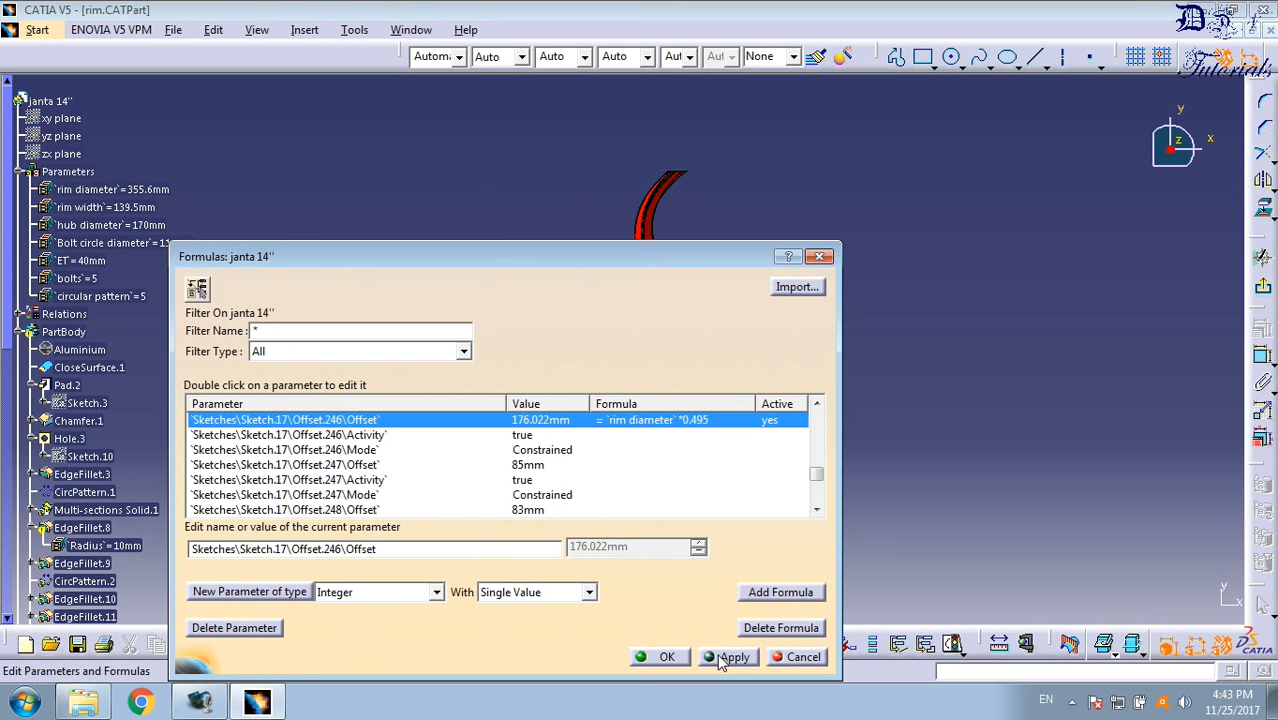 CATIA V5 - [rim.CATPart]
Start ENOVIA V5 VPM File Edit View Insert Tools Window Help
Automa Auto Auto Auto Aut Aut None
Tutorials
janta 14''
xy plane
yz plane
zx plane
Parameters
`rim diameter`=355.6mm
`rim width`=139.5mm
`hub diameter`=170mm
`Bolt circle diameter`=11
`ET`=40mm
`bolts`=5
`circular pattern`=5
Relations
PartBody
Aluminium
CloseSurface.1
Pad.2
Sketch.3
Chamfer.1
Hole.3
Sketch.10
EdgeFillet.3
CircPattern.1
Multi-sections Solid.1
EdgeFillet.8
`Radius`=10mm
EdgeFillet.9
CircPattern.2
EdgeFillet.10
EdgeFillet.11
y
x
z
Formulas: janta 14''
Import...
Filter On janta 14''
Filter Name : *
Filter Type : All
Double click on a parameter to edit it
Parameter Value Formula Active
`Sketches\Sketch.17\Offset.246\Offset` 176.022mm = `rim diameter` *0.495 yes
`Sketches\Sketch.17\Offset.246\Activity` true
`Sketches\Sketch.17\Offset.246\Mode` Constrained
`Sketches\Sketch.17\Offset.247\Offset` 85mm
`Sketches\Sketch.17\Offset.247\Activity` true
`Sketches\Sketch.17\Offset.247\Mode` Constrained
`Sketches\Sketch.17\Offset.248\Offset` 83mm
Edit name or value of the current parameter
Sketches\Sketch.17\Offset.246\Offset 176.022mm
New Parameter of type Integer With Single Value Add Formula
Delete Parameter Delete Formula
OK Apply Cancel
y
x
CATIA
Edit Parameters and Formulas
EN 4:43 PM
11/25/2017